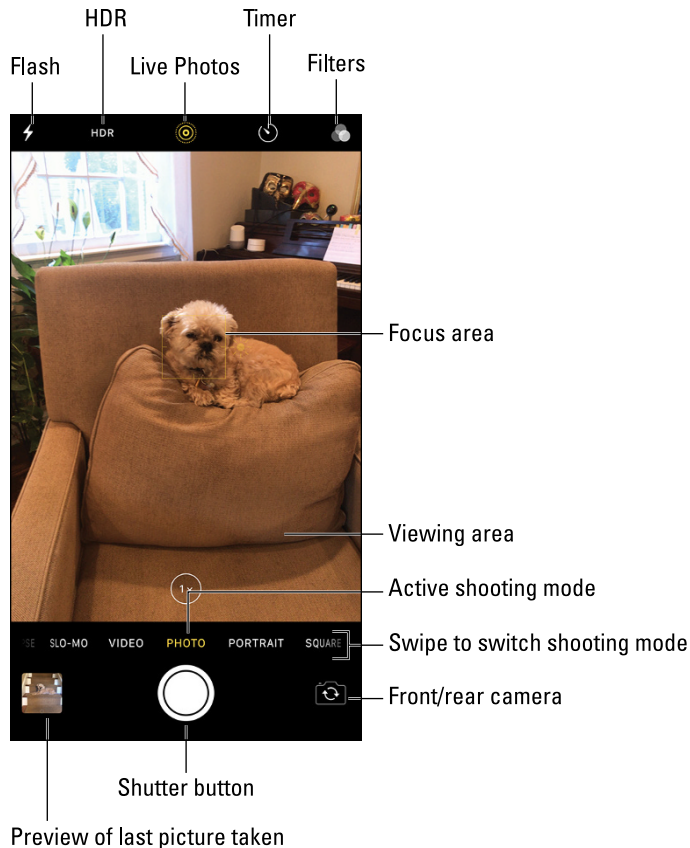 HDR
Timer
Flash
Live Photos
Filters
HDR
Focus area
Viewing area
1×
Active shooting mode
SLO-MO VIDEO PHOTO PORTRAIT SQUARE
Swipe to switch shooting mode
Front/rear camera
Shutter button
Preview of last picture taken